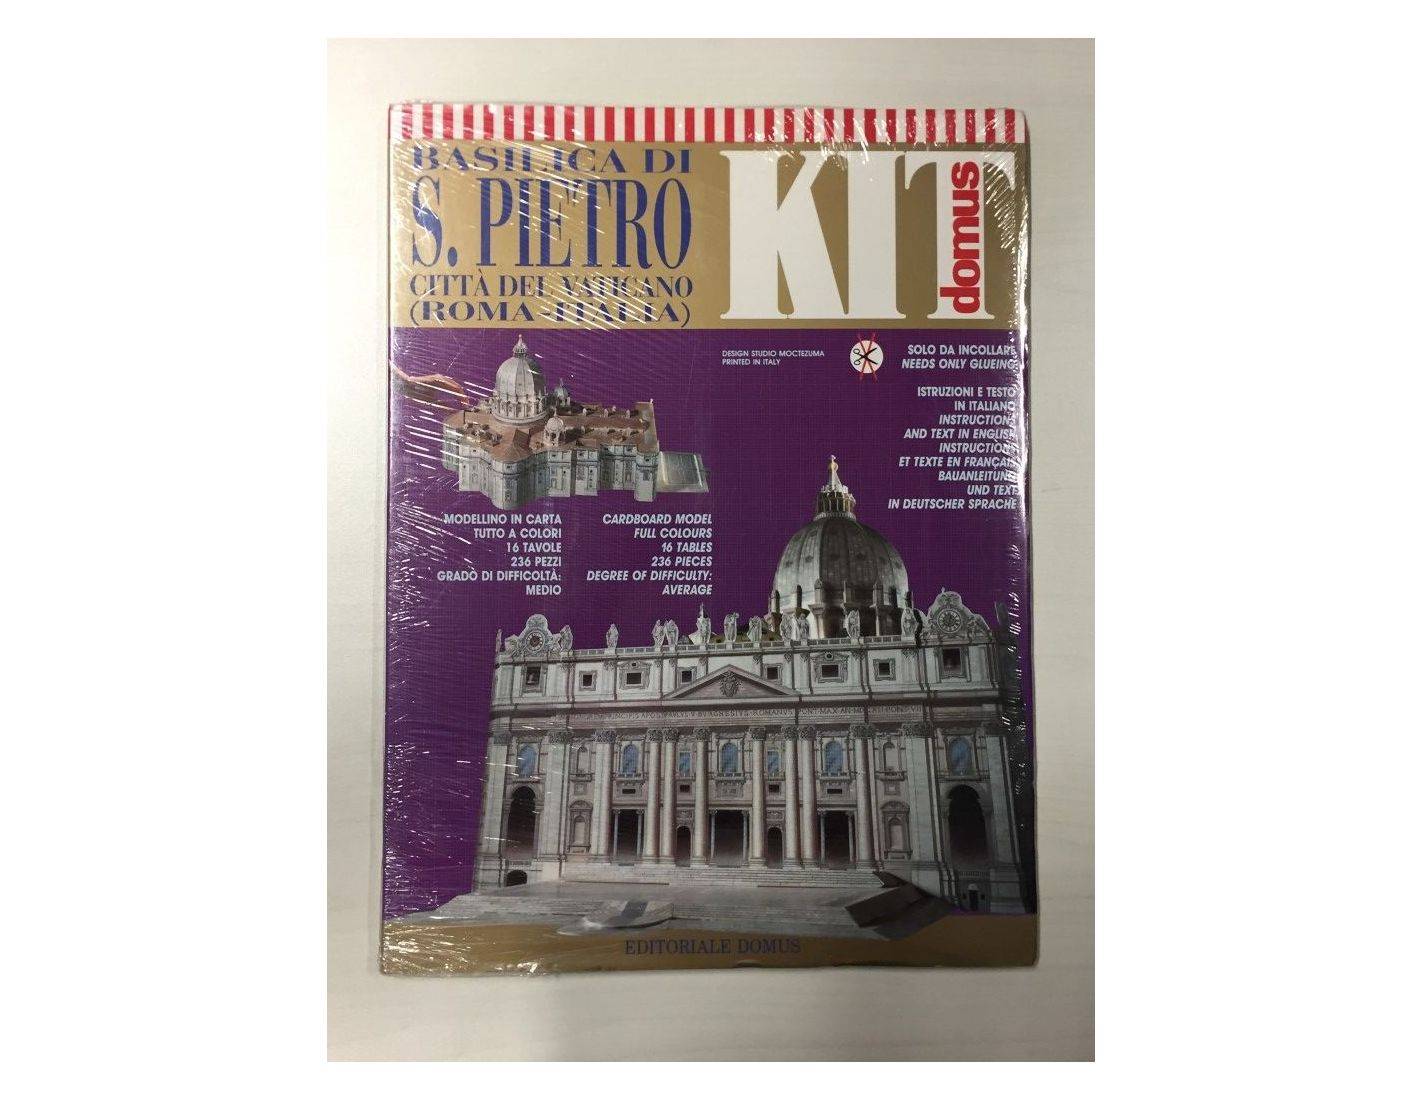 BASILICA DI
S. PIETRO
CITTÀ DEL VATICANO
(ROMA-ITALIA)
KIT
domus
DESIGN STUDIO MOCTEZUMA
PRINTED IN ITALY
SOLO DA INCOLLARE
NEEDS ONLY GLUEING
ISTRUZIONI E TESTO
IN ITALIANO
INSTRUCTIONS
AND TEXT IN ENGLISH
INSTRUCTIONS
ET TEXTE EN FRANÇAIS
BAUANLEITUNG
UND TEXT
IN DEUTSCHER SPRACHE
MODELLINO IN CARTA
TUTTO A COLORI
16 TAVOLE
236 PEZZI
GRADO DI DIFFICOLTÀ:
MEDIO
CARDBOARD MODEL
FULL COLOURS
16 TABLES
236 PIECES
DEGREE OF DIFFICULTY:
AVERAGE
EDITORIALE DOMUS